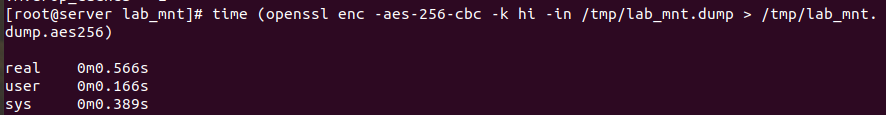 [root@server lab_mnt]# time (openssl enc -aes-256-cbc -k hi -in /tmp/lab_mnt.dump > /tmp/lab_mnt.
dump.aes256)
real    0m0.566s
user    0m0.166s
sys     0m0.389s